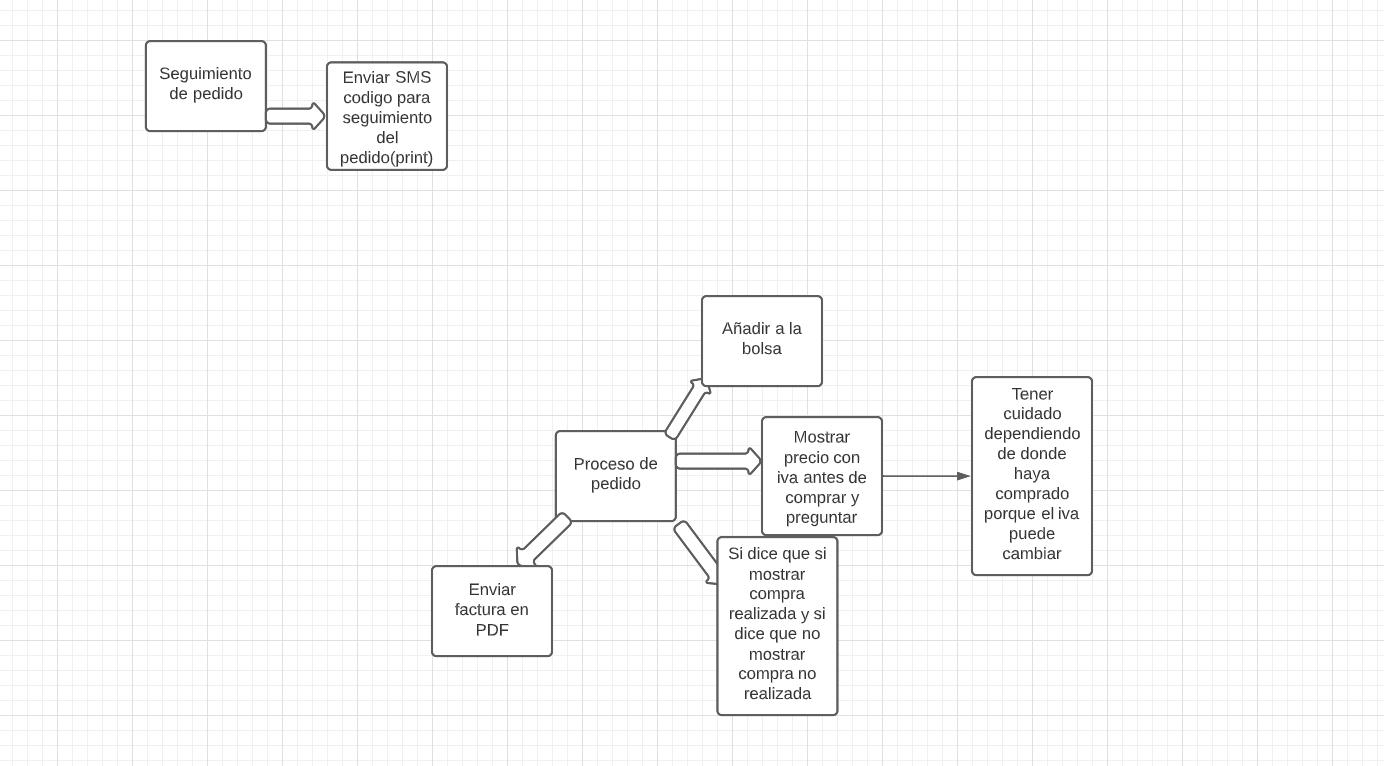 Seguimiento
de pedido
Enviar SMS
codigo para
seguimiento
del
pedido(print)
Añadir a la
bolsa
Proceso de
pedido
Mostrar
precio con
iva antes de
comprar y
preguntar
Tener
cuidado
dependiendo
de donde
haya
comprado
porque el iva
puede
cambiar
Enviar
factura en
PDF
Si dice que si
mostrar
compra
realizada y si
dice que no
mostrar
compra no
realizada